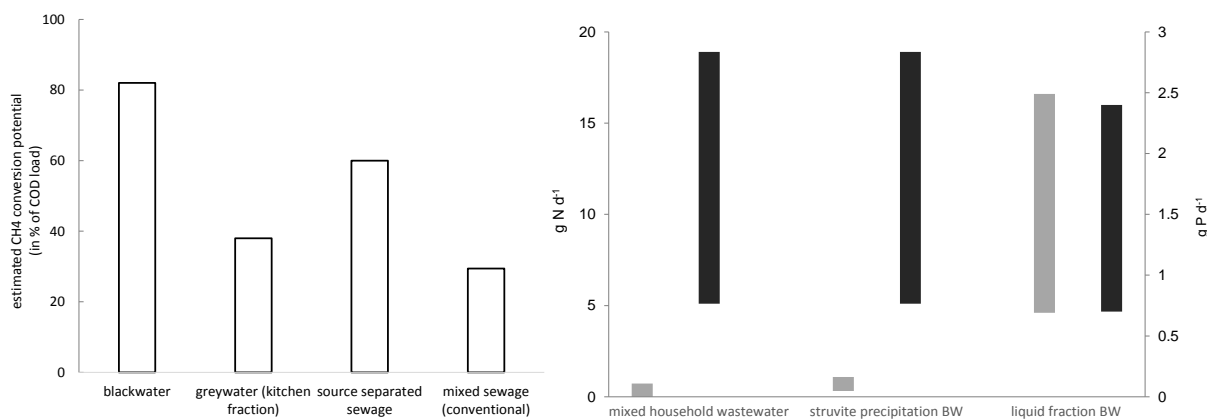 100
80
60
40
20
0
estimated CH4 conversion potential
(in % of COD load)
blackwater
greywater (kitchen
fraction)
source separated
sewage
mixed sewage
(conventional)
20
15
10
5
0
g N d-1
3
2.5
2
1.5
1
0.5
0
g P d-1
mixed household wastewater
struvite precipitation BW
liquid fraction BW